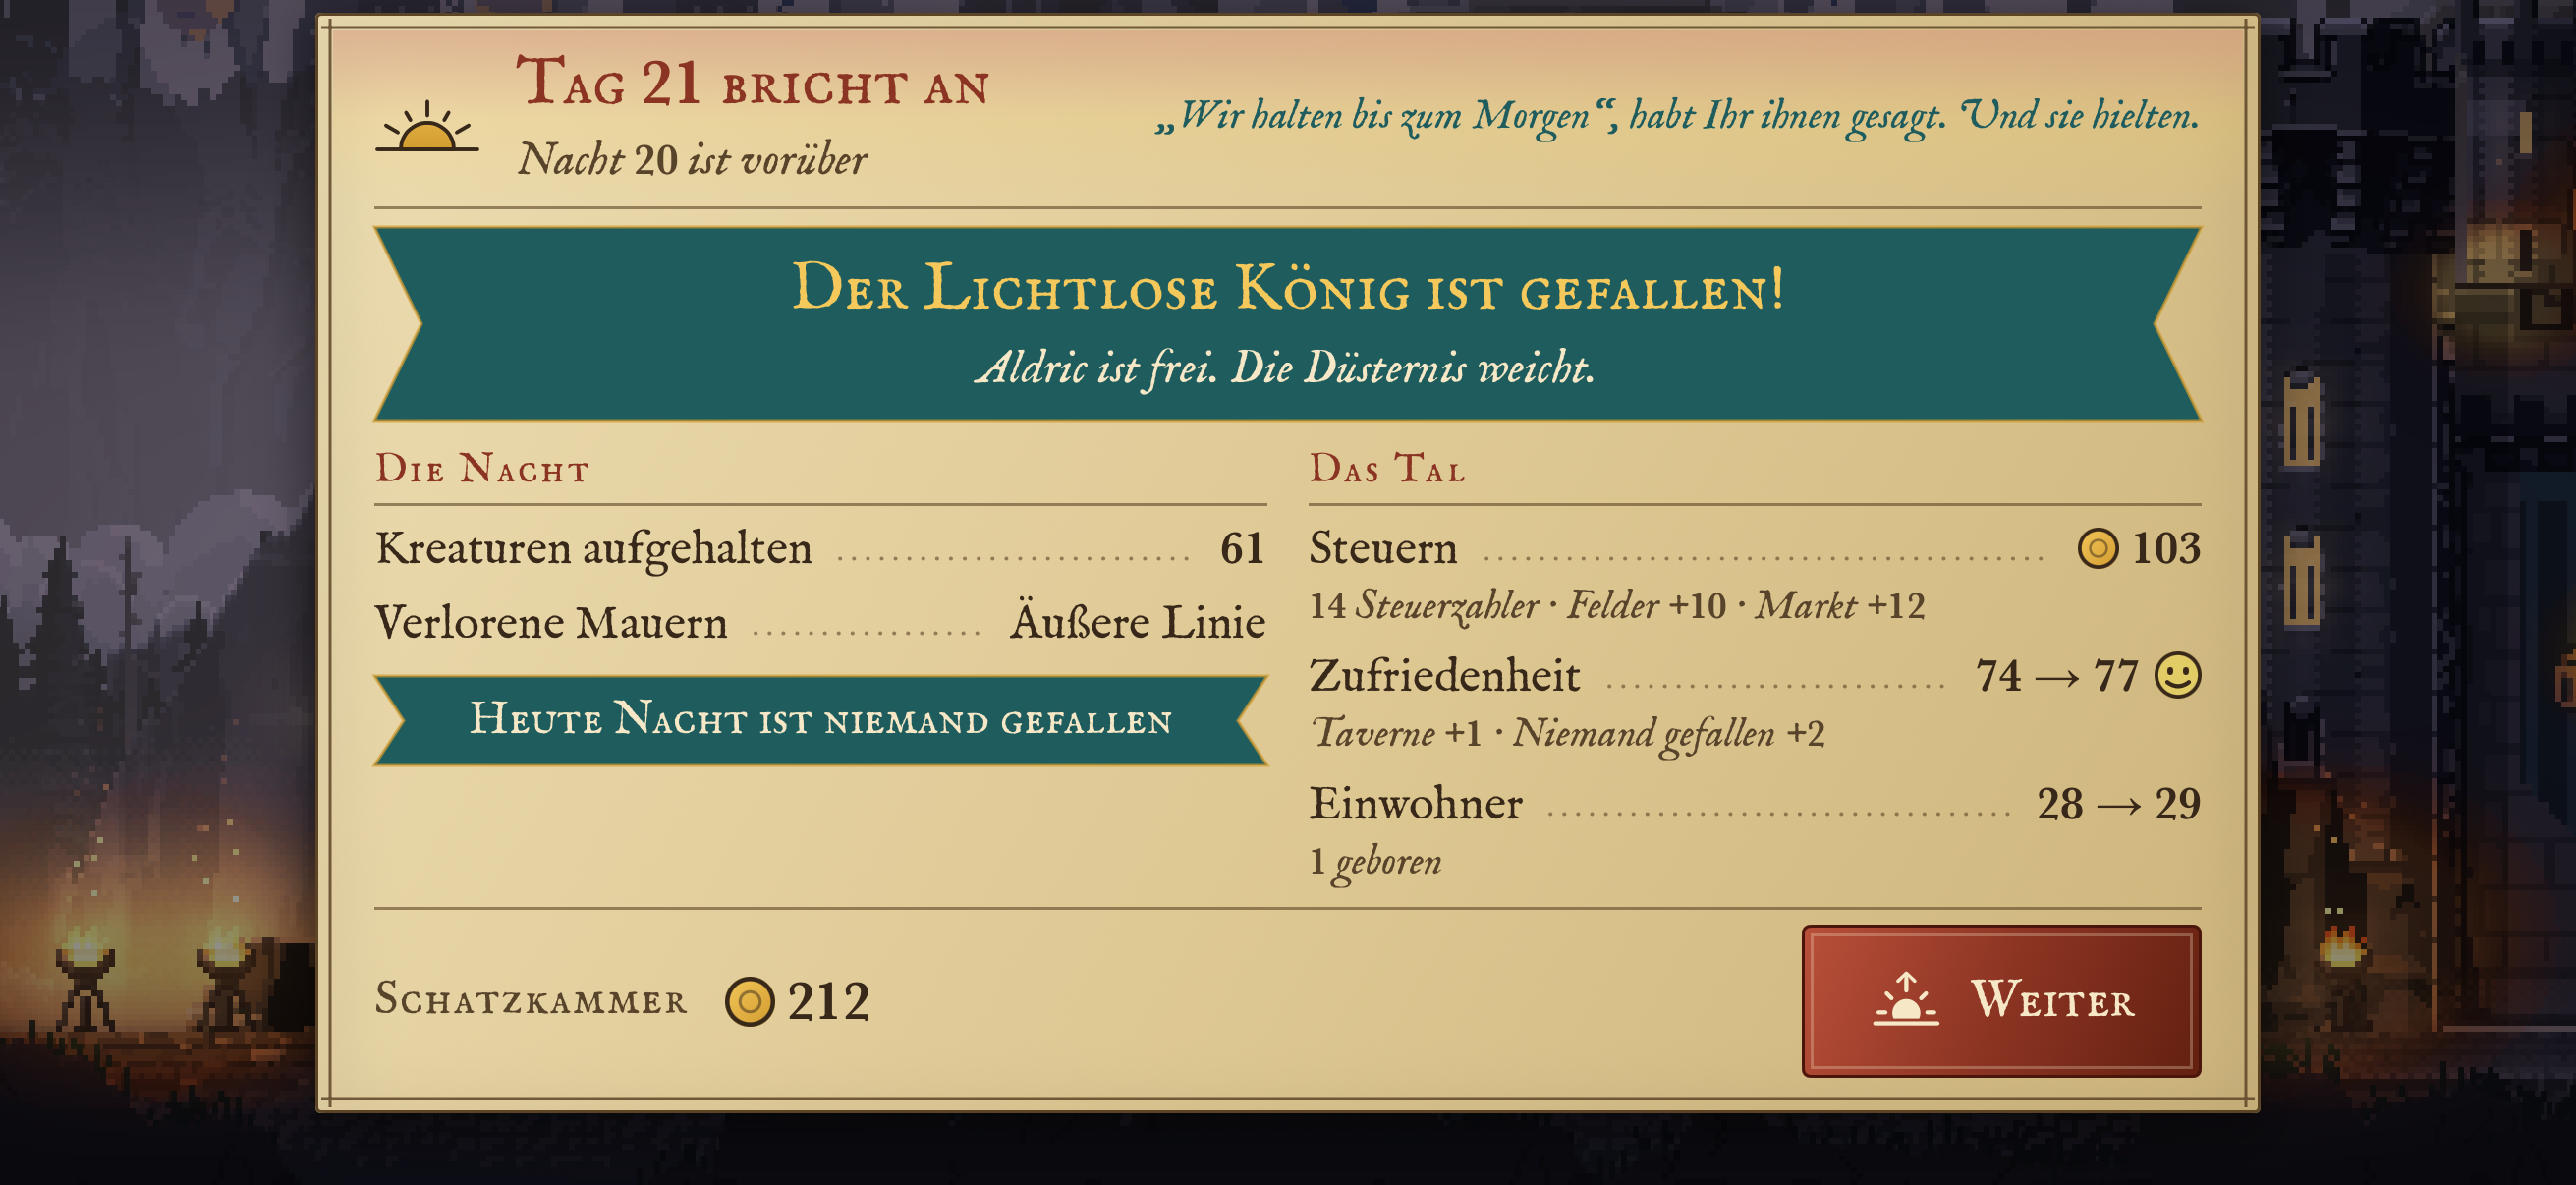 Tag 21 bricht an
Nacht 20 ist vorüber
„Wir halten bis zum Morgen“, habt Ihr ihnen gesagt. Und sie hielten.
Der Lichtlose König ist gefallen!
Aldric ist frei. Die Düsternis weicht.
Die Nacht
Kreaturen aufgehalten 61
Verlorene Mauern Äußere Linie
Heute Nacht ist niemand gefallen
Das Tal
Steuern 103
14 Steuerzahler · Felder +10 · Markt +12
Zufriedenheit 74 → 77
Taverne +1 · Niemand gefallen +2
Einwohner 28 → 29
1 geboren
Schatzkammer 212
Weiter